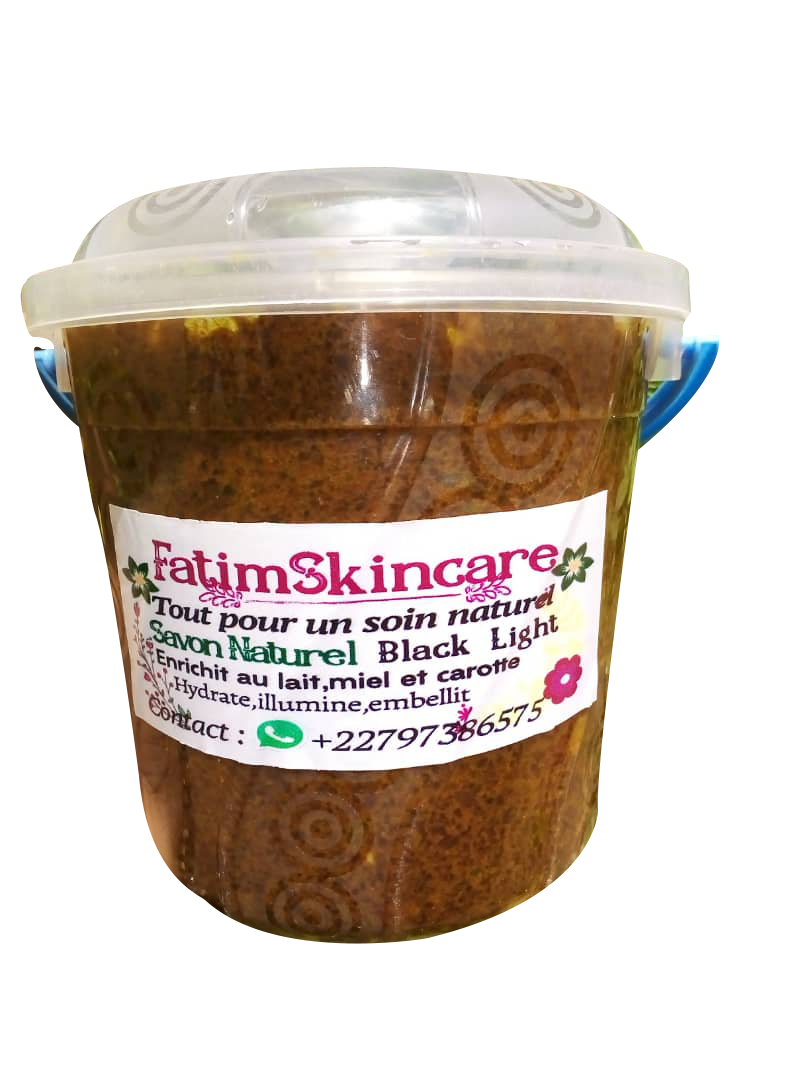 FatimSkincare
Tout pour un soin naturel
Savon Naturel Black Light
Enrichit au lait,miel et carotte
Hydrate,illumine,embellit
Contact : +22797386575